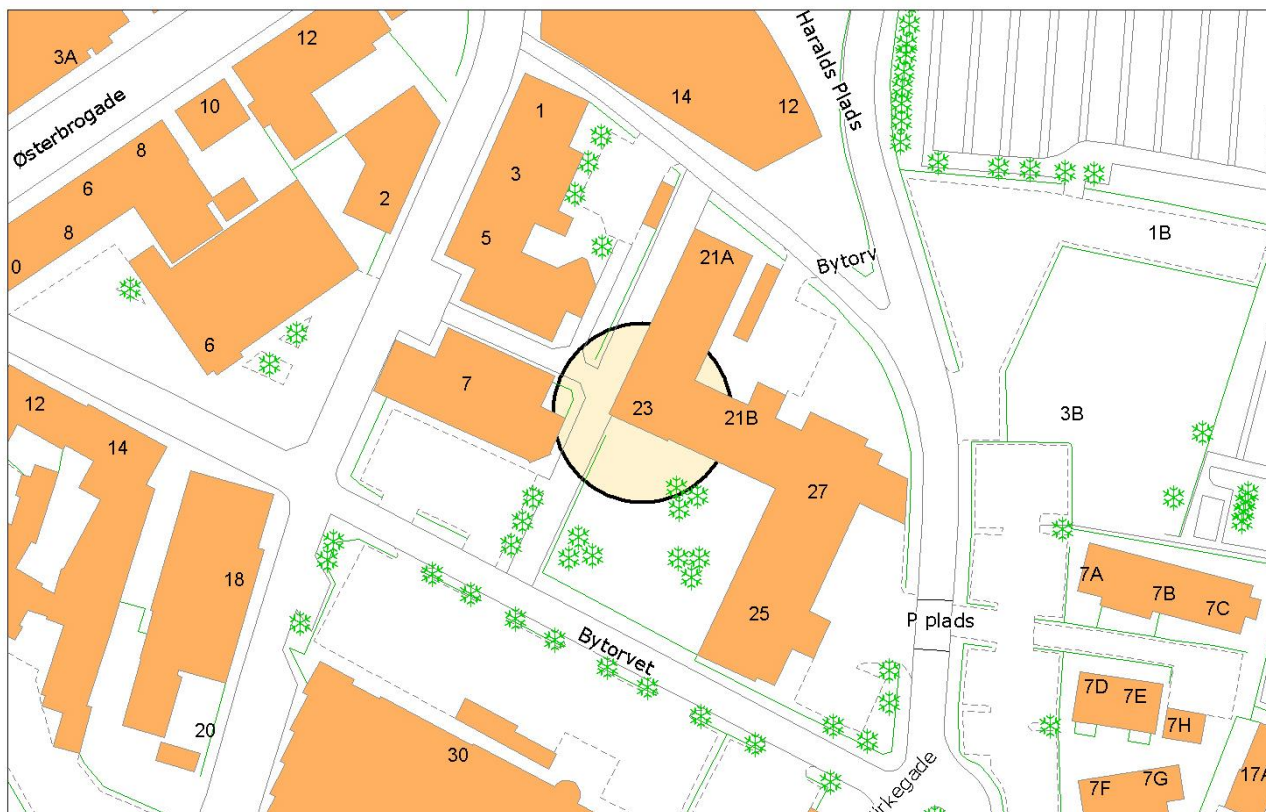 3A
12
Østerbrogade
10
8
6
8
0
2
6
1
3
5
14
12
Haralds Plads
1B
21A
Bytorv
7
23
21B
3B
27
12
14
18
25
Bytorvet
P plads
7A
7B
7C
7D
7E
7H
20
30
7F
7G
17A
irkegade